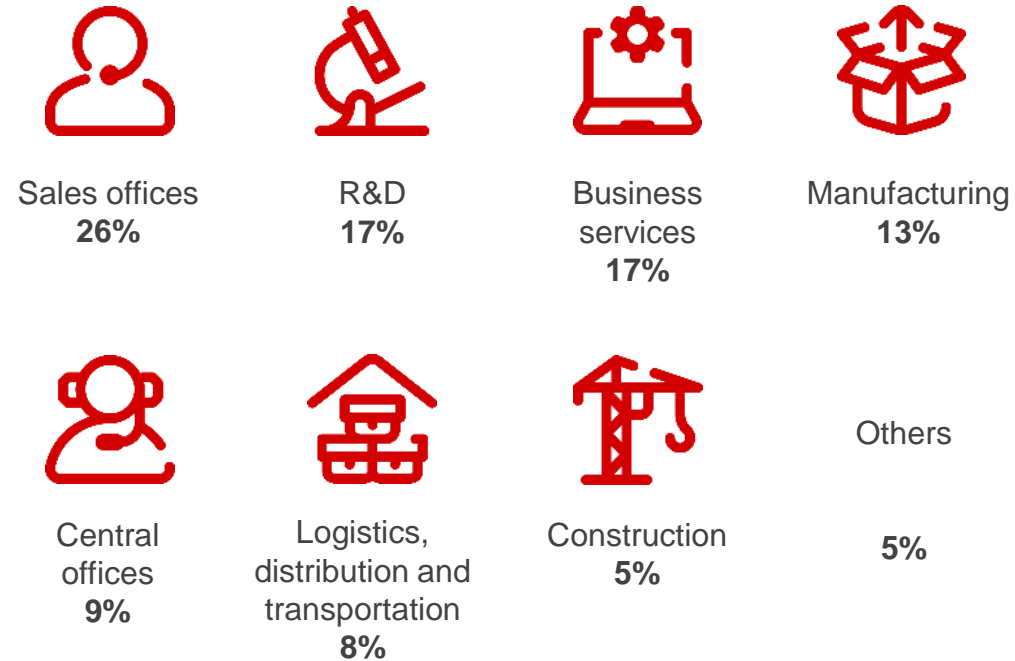 Sales offices
26%
R&D
17%
Business
services
17%
Manufacturing
13%
Central
offices
9%
Logistics,
distribution and
transportation
8%
Construction
5%
Others
5%